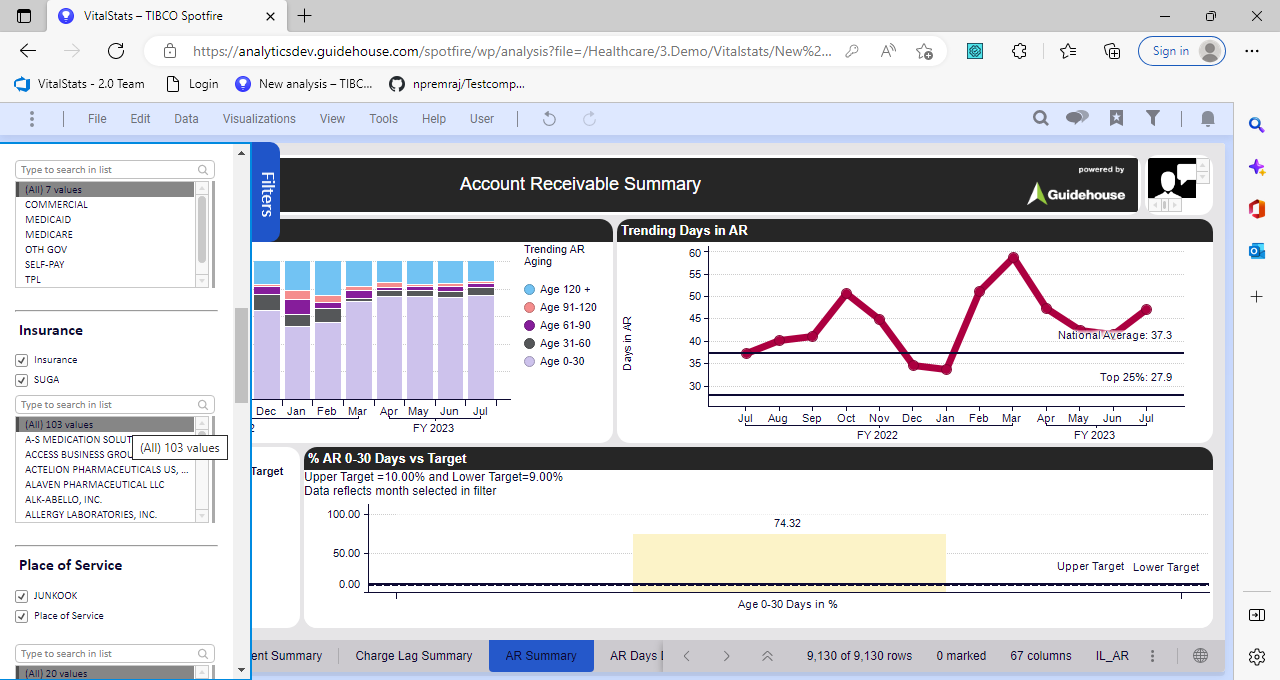 VitalStats – TIBCO Spotfire
https://analyticsdev.guidehouse.com/spotfire/wp/analysis?file=/Healthcare/3.Demo/Vitalstats/New%2...
Sign in
VitalStats - 2.0 Team
Login
New analysis – TIBC...
npremraj/Testcomp...
File Edit Data Visualizations View Tools Help User
Type to search in list
(All) 7 values
COMMERCIAL
MEDICAID
MEDICARE
OTH GOV
SELF-PAY
TPL
Insurance
Insurance
SUGA
Type to search in list
(All) 103 values
A-S MEDICATION SOLUT
ACCESS BUSINESS GROU
(All) 103 values
ACTELION PHARMACEUTICALS US, ...
ALAVEN PHARMACEUTICAL LLC
ALK-ABELLO, INC.
ALLERGY LABORATORIES, INC.
Place of Service
JUNKOOK
Place of Service
Type to search in list
(All) 20 values
Filters
Account Receivable Summary
powered by
Guidehouse
Trending AR
Aging
Age 120 +
Age 91-120
Age 61-90
Age 31-60
Age 0-30
Dec Jan Feb Mar Apr May Jun Jul
2 FY 2023
Trending Days in AR
Days in AR
60
55
50
45
40
35
30
National Average: 37.3
Top 25%: 27.9
Jul Aug Sep Oct Nov Dec Jan Feb Mar Apr May Jun Jul
FY 2022 FY 2023
Target
% AR 0-30 Days vs Target
Upper Target =10.00% and Lower Target=9.00%
Data reflects month selected in filter
100.00
50.00
0.00
74.32
Upper Target Lower Target
Age 0-30 Days in %
ent Summary
Charge Lag Summary
AR Summary
AR Days
9,130 of 9,130 rows
0 marked
67 columns
IL_AR